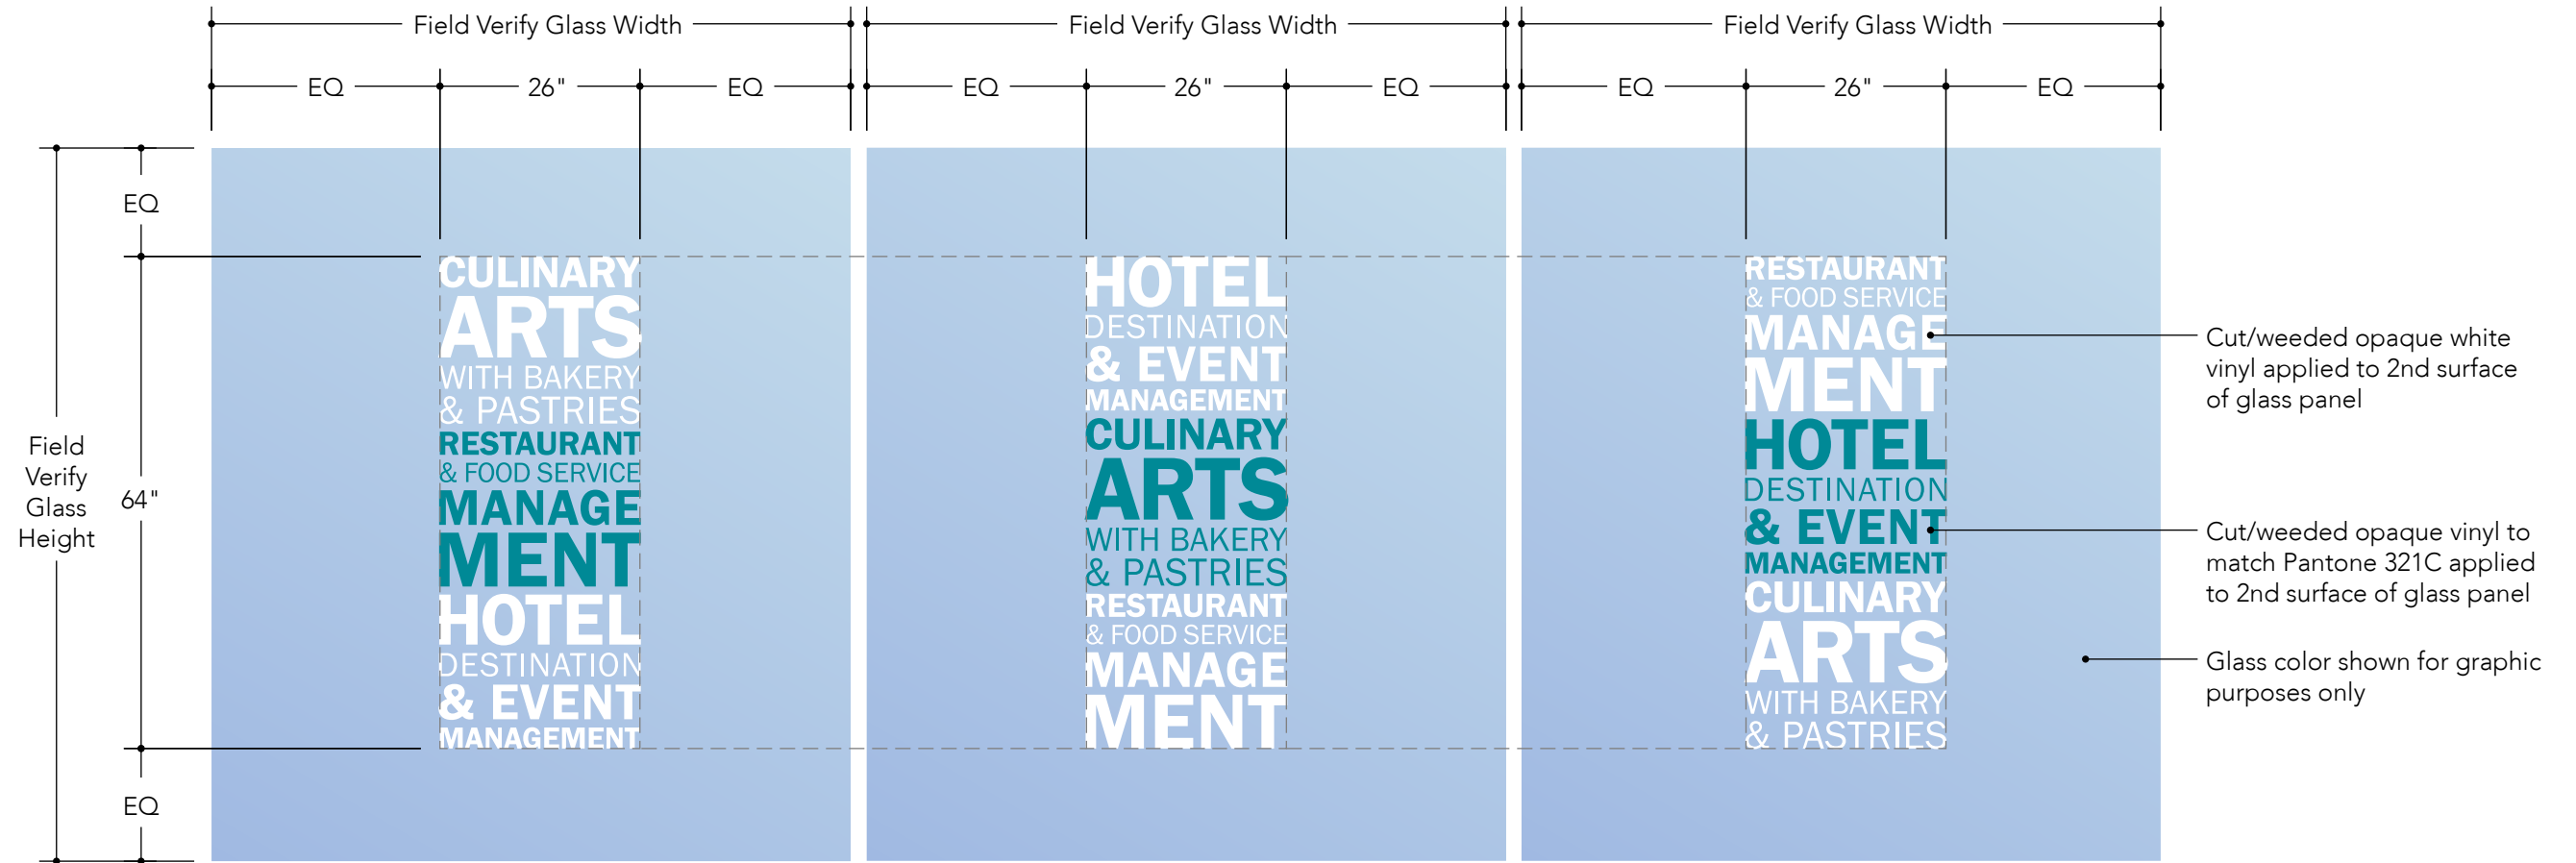 Field Verify Glass Width
Field Verify Glass Width
Field Verify Glass Width
EQ
26"
EQ
EQ
26"
EQ
EQ
26"
EQ
EQ
Field
Verify
Glass
Height
64"
EQ
CULINARY
ARTS
WITH BAKERY
& PASTRIES
RESTAURANT
& FOOD SERVICE
MANAGE
MENT
HOTEL
DESTINATION
& EVENT
MANAGEMENT
HOTEL
DESTINATION
& EVENT
MANAGEMENT
CULINARY
ARTS
WITH BAKERY
& PASTRIES
RESTAURANT
& FOOD SERVICE
MANAGE
MENT
RESTAURANT
& FOOD SERVICE
MANAGE
MENT
HOTEL
DESTINATION
& EVENT
MANAGEMENT
CULINARY
ARTS
WITH BAKERY
& PASTRIES
Cut/weeded opaque white
vinyl applied to 2nd surface
of glass panel
Cut/weeded opaque vinyl to
match Pantone 321C applied
to 2nd surface of glass panel
Glass color shown for graphic
purposes only